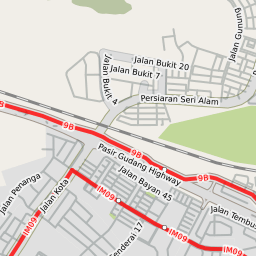 Jalan Gunung
Jalan Bukit 20
Jalan Bukit 7
Jalan Bukit 4
Persiaran Seri Alam
9B
9B
9B
Pasir Gudang Highway
Jalan Bayan 45
Jalan Penanga
Jalan Kota
IM09
IM09
IM09
IM09
Jalan Tembus
enderai 17